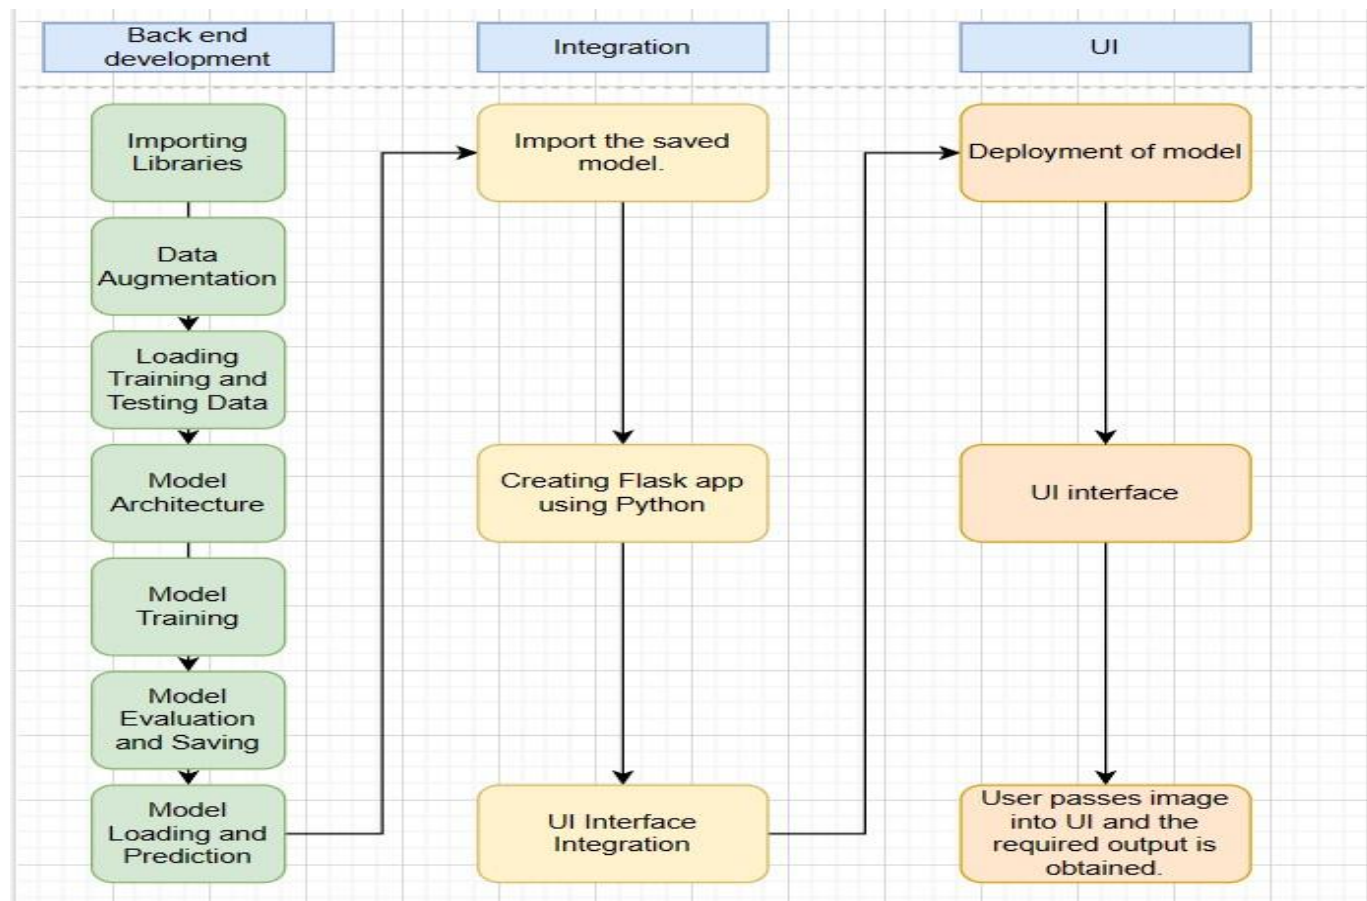 Back end
development
Importing
Libraries
Data
Augmentation
Loading
Training and
Testing Data
Model
Architecture
Model
Training
Model
Evaluation
and Saving
Model
Loading and
Prediction
Integration
Import the saved
model.
Creating Flask app
using Python
UI Interface
Integration
UI
Deployment of model
UI interface
User passes image
into UI and the
required output is
obtained.